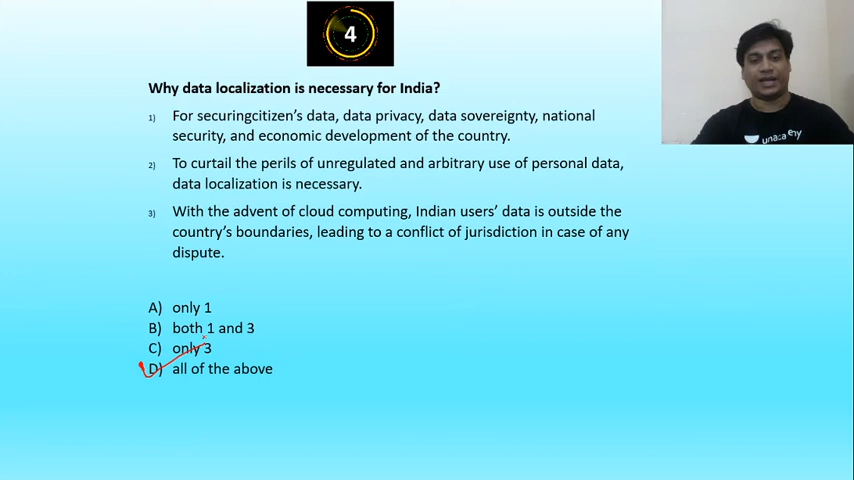 4
Why data localization is necessary for India?
1) For securingcitizen's data, data privacy, data sovereignty, national
security, and economic development of the country.
2) To curtail the perils of unregulated and arbitrary use of personal data,
data localization is necessary.
3) With the advent of cloud computing, Indian users' data is outside the
country's boundaries, leading to a conflict of jurisdiction in case of any
dispute.
A) only 1
B) both 1 and 3
C) only 3
D) all of the above
unacademy